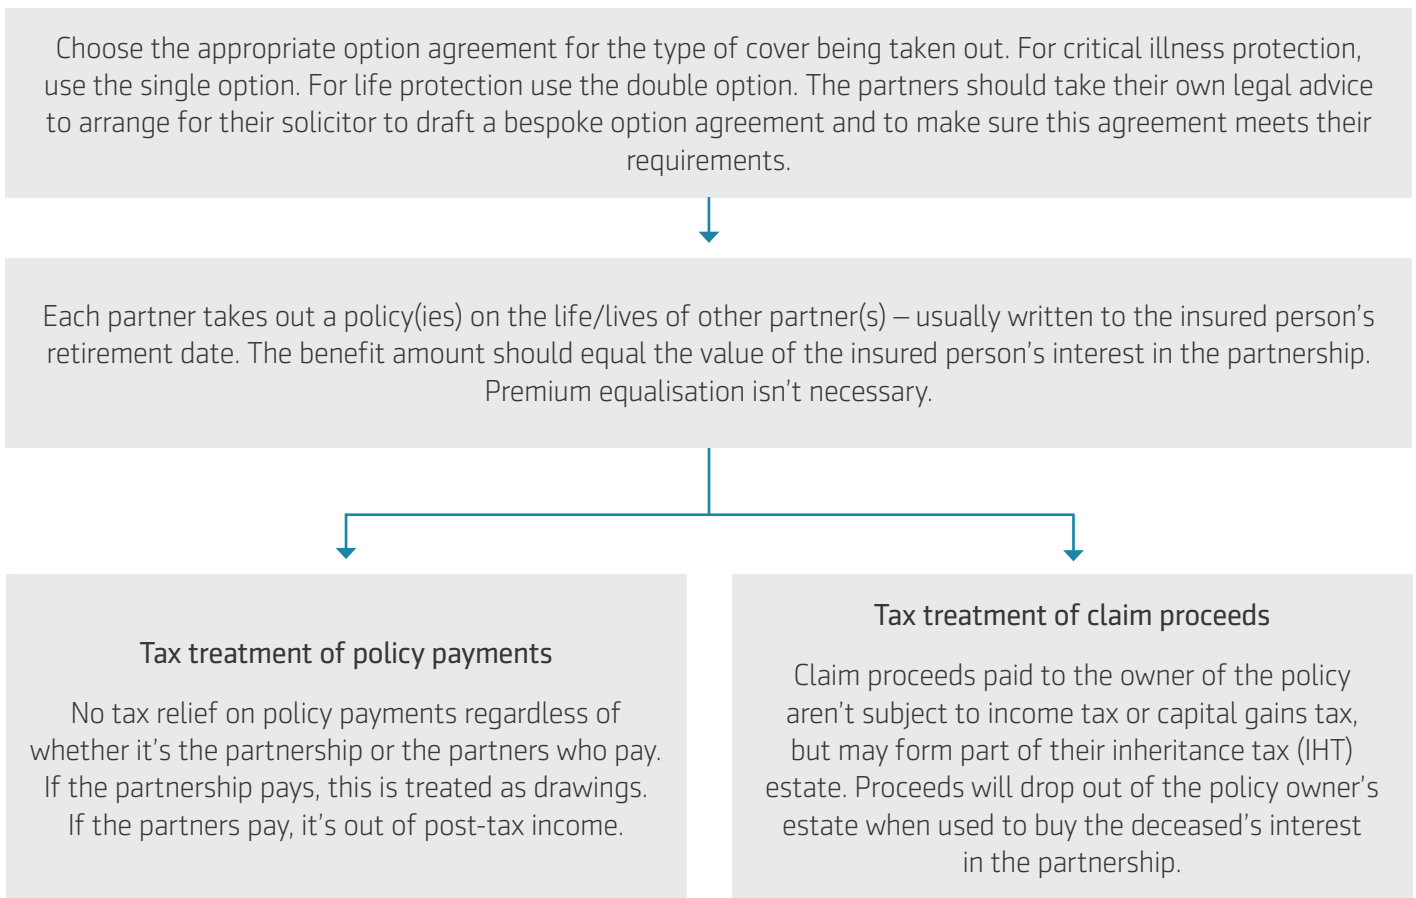 Choose the appropriate option agreement for the type of cover being taken out. For critical illness protection,
use the single option. For life protection use the double option. The partners should take their own legal advice
to arrange for their solicitor to draft a bespoke option agreement and to make sure this agreement meets their
requirements.
Each partner takes out a policy(ies) on the life/lives of other partner(s) – usually written to the insured person's
retirement date. The benefit amount should equal the value of the insured person's interest in the partnership.
Premium equalisation isn't necessary.
Tax treatment of policy payments
No tax relief on policy payments regardless of
whether it's the partnership or the partners who pay.
If the partnership pays, this is treated as drawings.
If the partners pay, it's out of post-tax income.
Tax treatment of claim proceeds
Claim proceeds paid to the owner of the policy
aren't subject to income tax or capital gains tax,
but may form part of their inheritance tax (IHT)
estate. Proceeds will drop out of the policy owner's
estate when used to buy the deceased's interest
in the partnership.